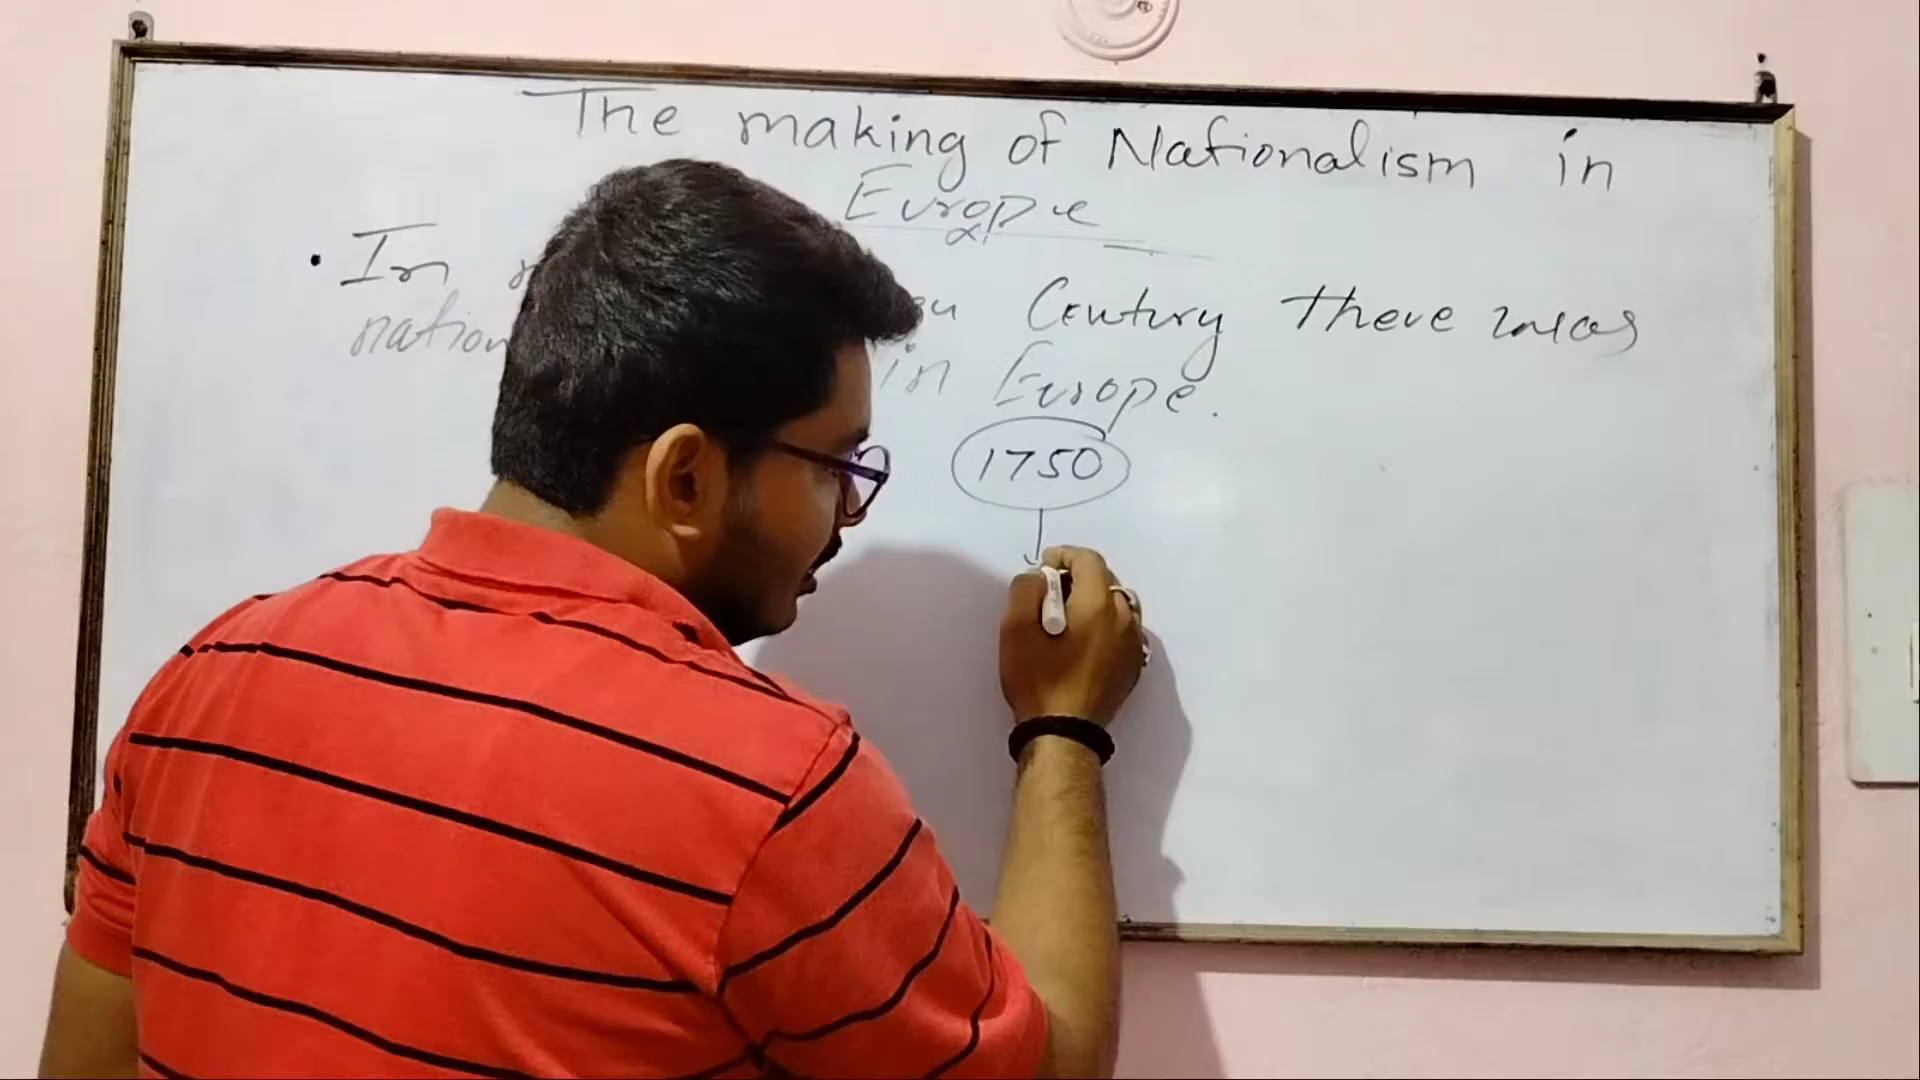 The making of Nationalism in
Europe
• In Century there was
nation in Europe.
1750